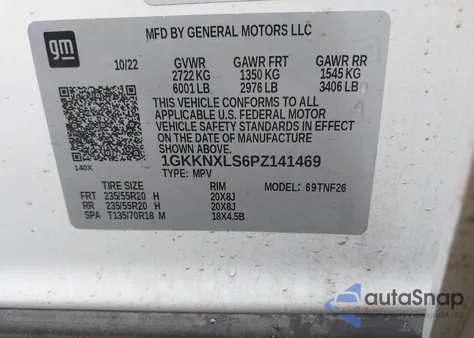 MFD BY GENERAL MOTORS LLC
gm
10/22 GVWR GAWR FRT GAWR RR
2722 KG 1350 KG 1545 KG
6001 LB 2976 LB 3406 LB
THIS VEHICLE CONFORMS TO ALL
APPLICABLE U.S. FEDERAL MOTOR
VEHICLE SAFETY STANDARDS IN EFFECT
ON THE DATE OF MANUFACTURE
SHOWN ABOVE.
1GKKNXLS6PZ141469
TYPE: MPV
140X
TIRE SIZE RIM MODEL: 69TNF26
FRT 235/55R20 H 20X8J
RR 235/55R20 H 20X8J
SPA T135/70R18 M 18X4.5B
autoSnap